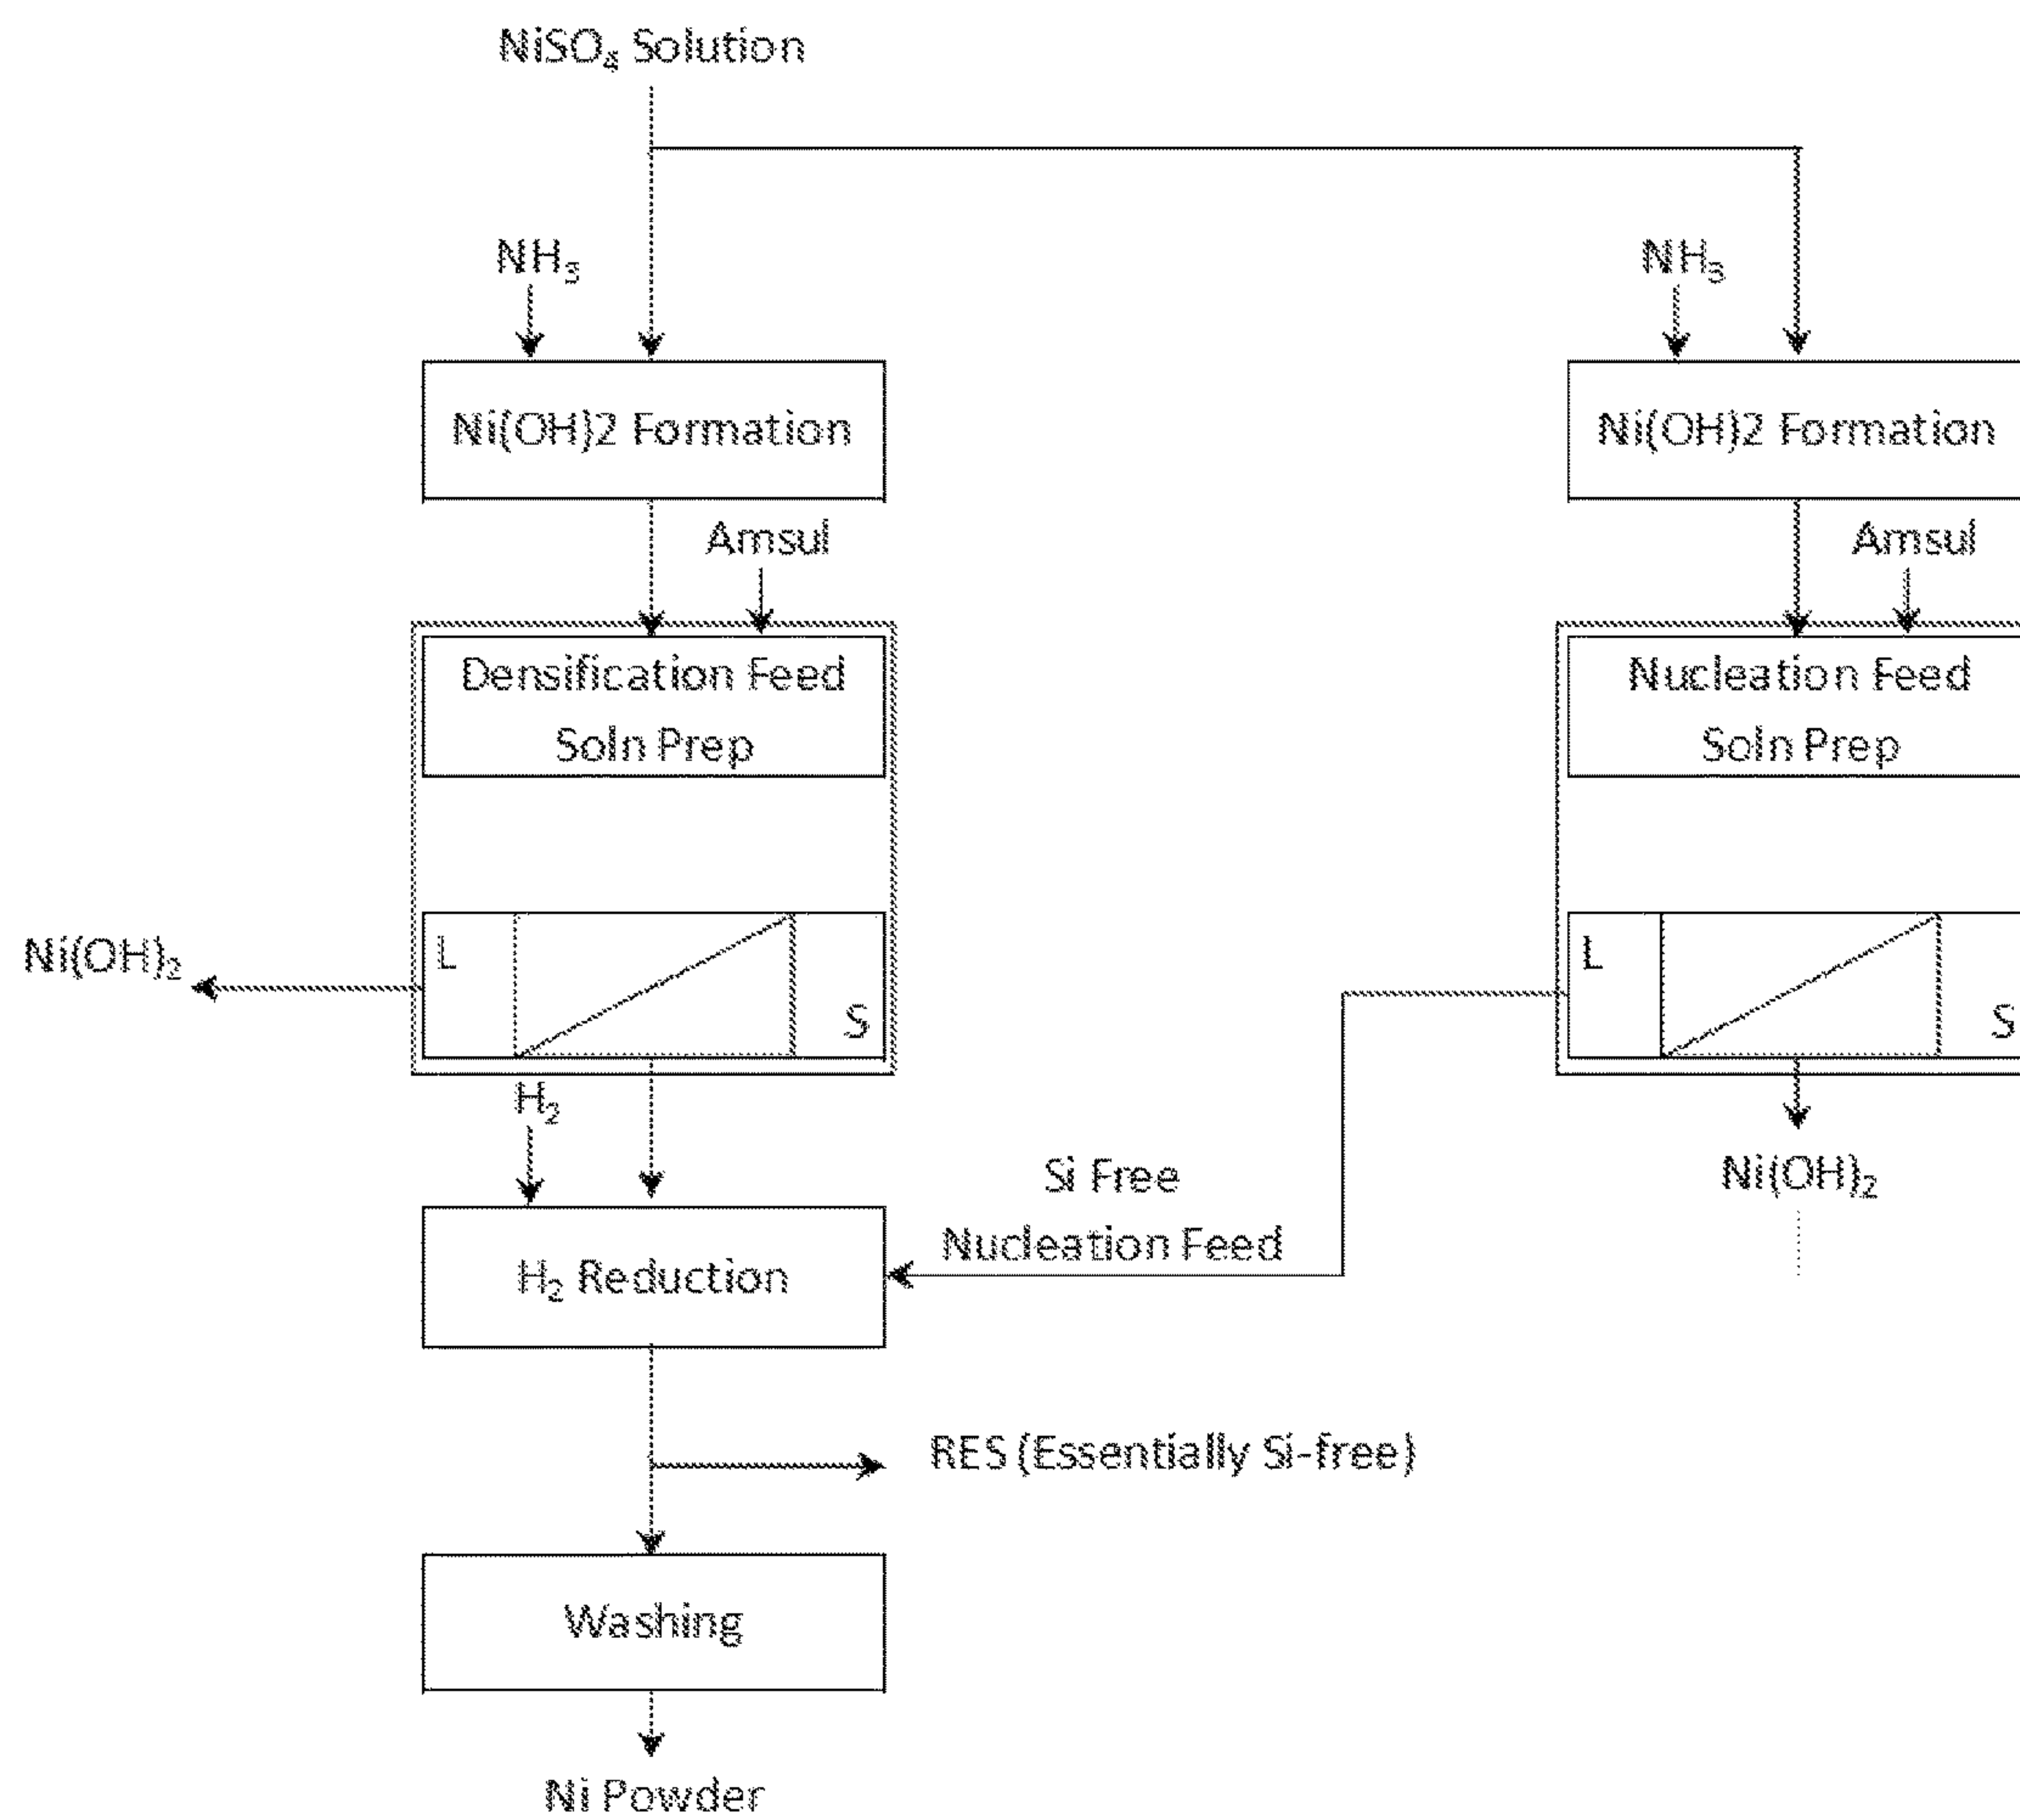 NiSO₄ Solution
NH₃
NH₃
Ni(OH)2 Formation
Ni(OH)2 Formation
Amsul
Amsul
Densification Feed
Soln Prep
Nucleation Feed
Soln Prep
Ni(OH)₂
L
S
L
S
H₂
Si Free
Nucleation Feed
Ni(OH)₂
H₂ Reduction
RES (Essentially Si-free)
Washing
Ni Powder